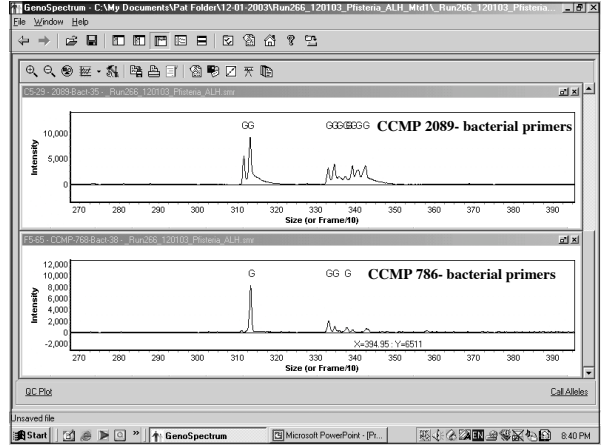 GenoSpectrum - C:\My Documents\Pat Folder\12-01-2003\Run266_120103_Pfisteria_ALH_Mtd1\_Run266_120103_Pfisteria...
File Window Help
C5-29 - 2089-Bact-35 - _Run266_120103_Pfisteria_ALH.smr
GG GGGGGGG G CCMP 2089- bacterial primers
Intensity
10,000
5,000
0
270 280 290 300 310 320 330 340 350 360 370 380 390
Size (or Frame/10)
F5-65 - CCMP-768-Bact-38 - _Run266_120103_Pfisteria_ALH.smr
G GG G CCMP 786- bacterial primers
Intensity
12,000
10,000
8,000
6,000
4,000
2,000
0
-2,000
X=394.95 : Y=6511
270 280 290 300 310 320 330 340 350 360 370 380 390
Size (or Frame/10)
QC Plot Call Alleles
Unsaved file
Start GenoSpectrum Microsoft PowerPoint - [Pr... EN 8:40 PM